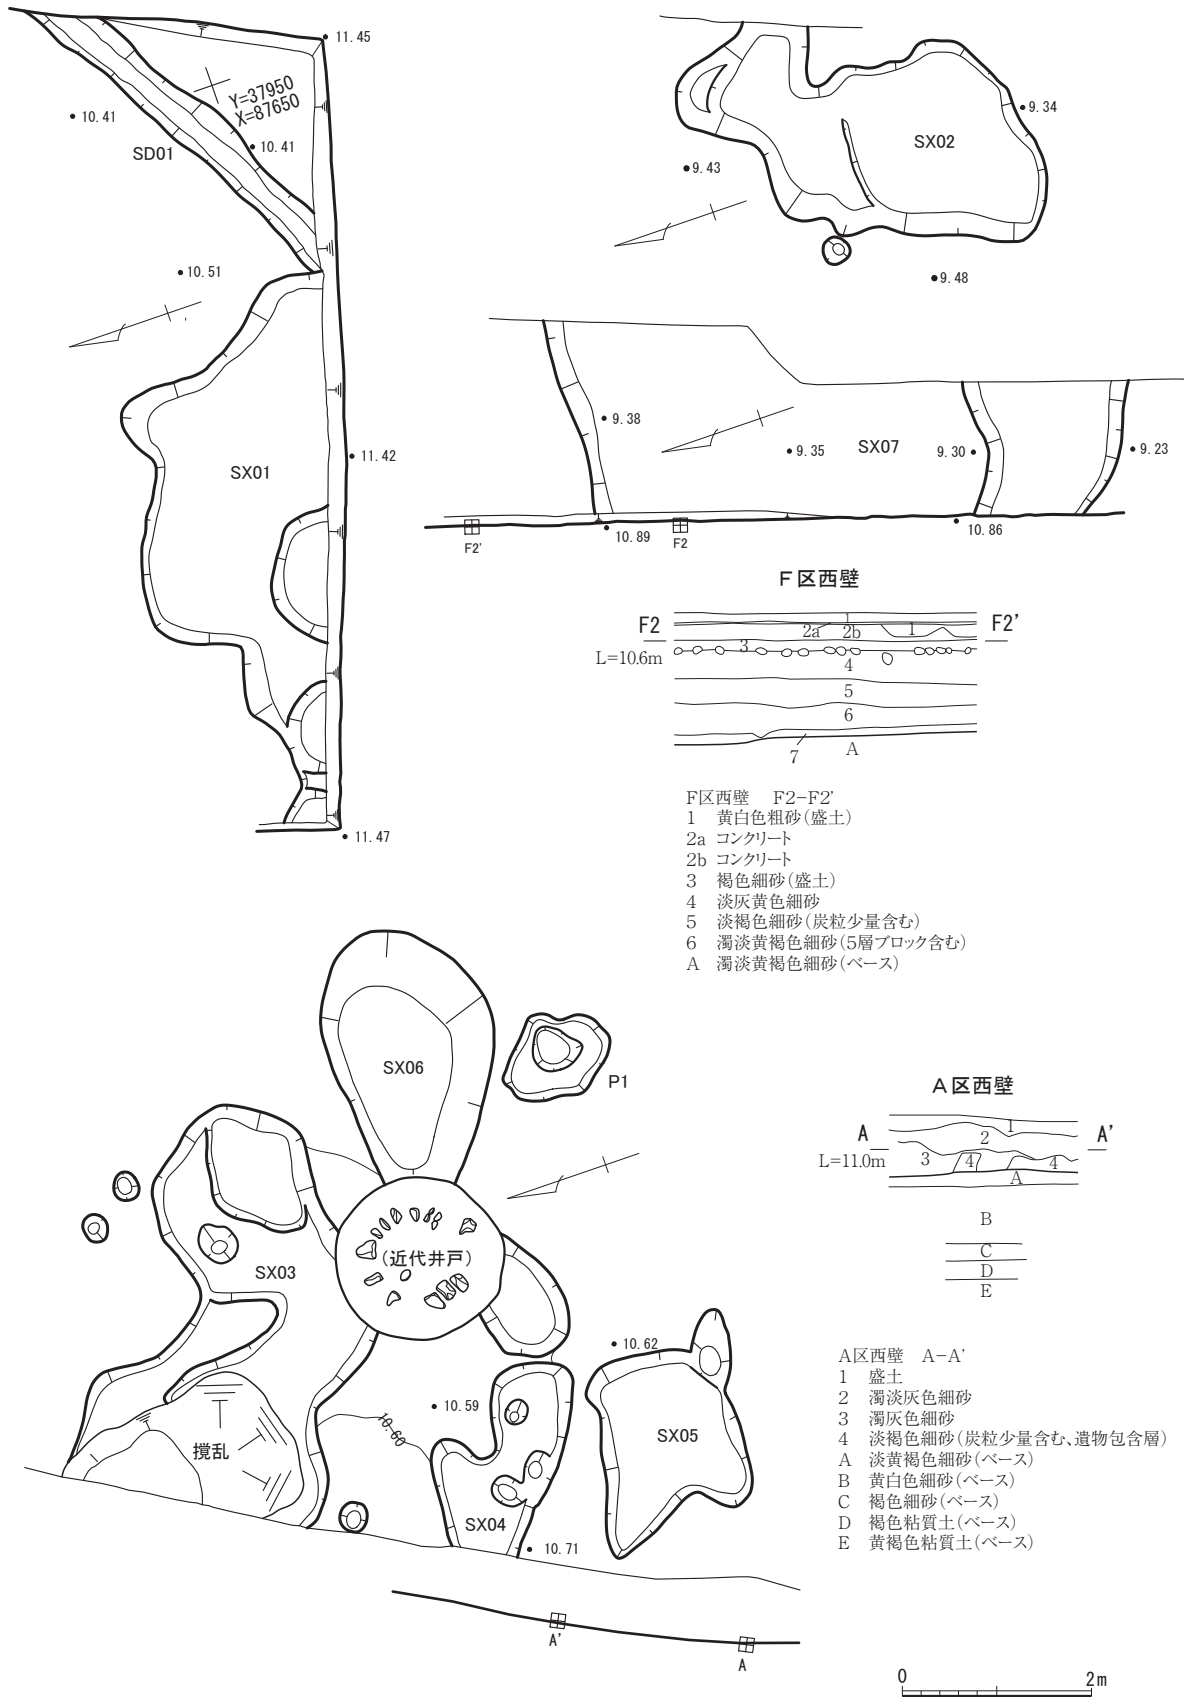 11.45
Y=37950
X=87650
10.41
10.41
SD01
10.51
SX01
11.42
11.47
9.34
SX02
9.43
9.48
9.38
9.35
SX07
9.30
9.23
F2'
10.89
F2
10.86
F区西壁
F2
F2'
L=10.6m
1
2a
2b
1
3
4
5
6
7
A
F区西壁 F2-F2'
1 黄白色粗砂(盛土)
2a コンクリート
2b コンクリート
3 褐色細砂(盛土)
4 淡灰黄色細砂
5 淡褐色細砂(炭粒少量含む)
6 濁淡黄褐色細砂(5層ブロック含む)
A 濁淡黄褐色細砂(ベース)
SX06
P1
SX03
(近代井戸)
10.62
10.59
10.60
SX05
撹乱
SX04
10.71
A'
A
A区西壁
A
A'
L=11.0m
1
2
3
4
4
A
B
C
D
E
A区西壁 A-A'
1 盛土
2 濁淡灰色細砂
3 濁灰色細砂
4 淡褐色細砂(炭粒少量含む、遺物包含層)
A 淡黄褐色細砂(ベース)
B 黄白色細砂(ベース)
C 褐色細砂(ベース)
D 褐色粘質土(ベース)
E 黄褐色粘質土(ベース)
0
2m